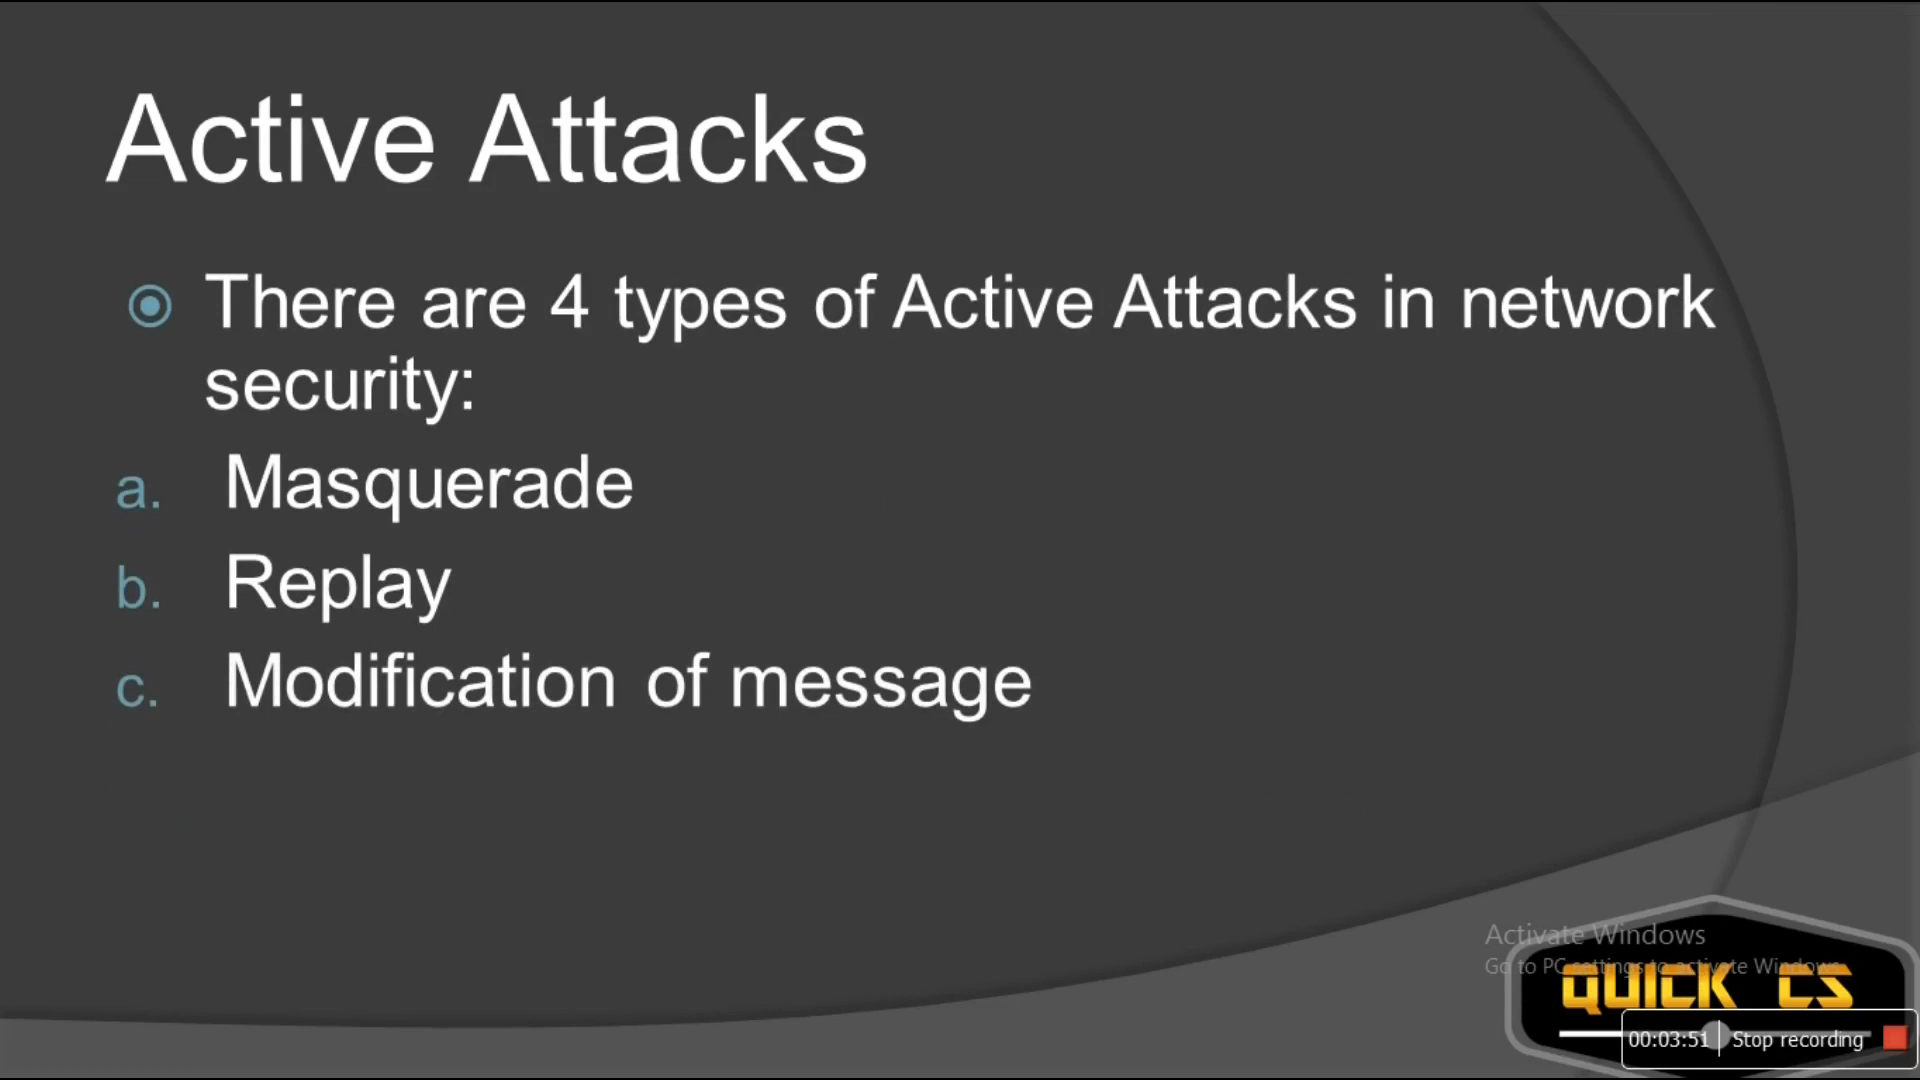 Active Attacks
There are 4 types of Active Attacks in network
security:
a. Masquerade
b. Replay
c. Modification of message
Activate Windows
Go to PC settings to activate Windows
QUICK CS
00:03:51 Stop recording